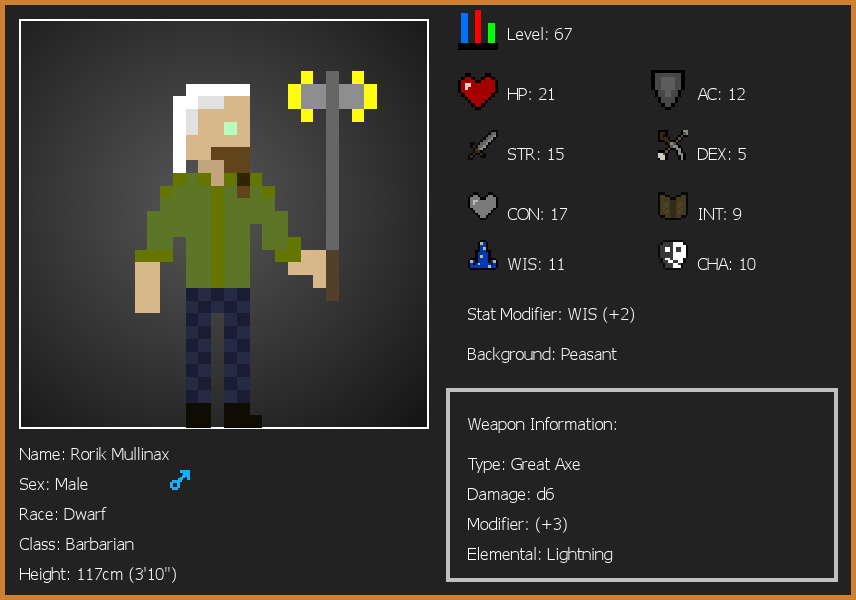 Level: 67
HP: 21
AC: 12
STR: 15
DEX: 5
CON: 17
INT: 9
WIS: 11
CHA: 10
Stat Modifier: WIS (+2)
Background: Peasant
Weapon Information:
Type: Great Axe
Damage: d6
Modifier: (+3)
Elemental: Lightning
Name: Rorik Mullinax
Sex: Male
Race: Dwarf
Class: Barbarian
Height: 117cm (3'10")